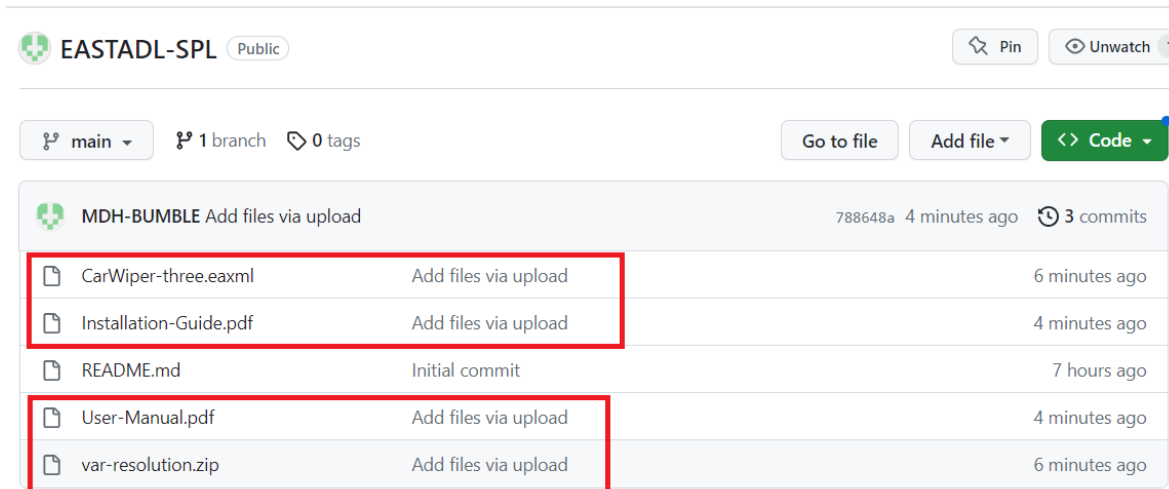 EASTADL-SPL Public Pin Unwatch
main 1 branch 0 tags Go to file Add file <> Code
MDH-BUMBLE Add files via upload 788648a 4 minutes ago 3 commits
CarWiper-three.eaxml Add files via upload 6 minutes ago
Installation-Guide.pdf Add files via upload 4 minutes ago
README.md Initial commit 7 hours ago
User-Manual.pdf Add files via upload 4 minutes ago
var-resolution.zip Add files via upload 6 minutes ago